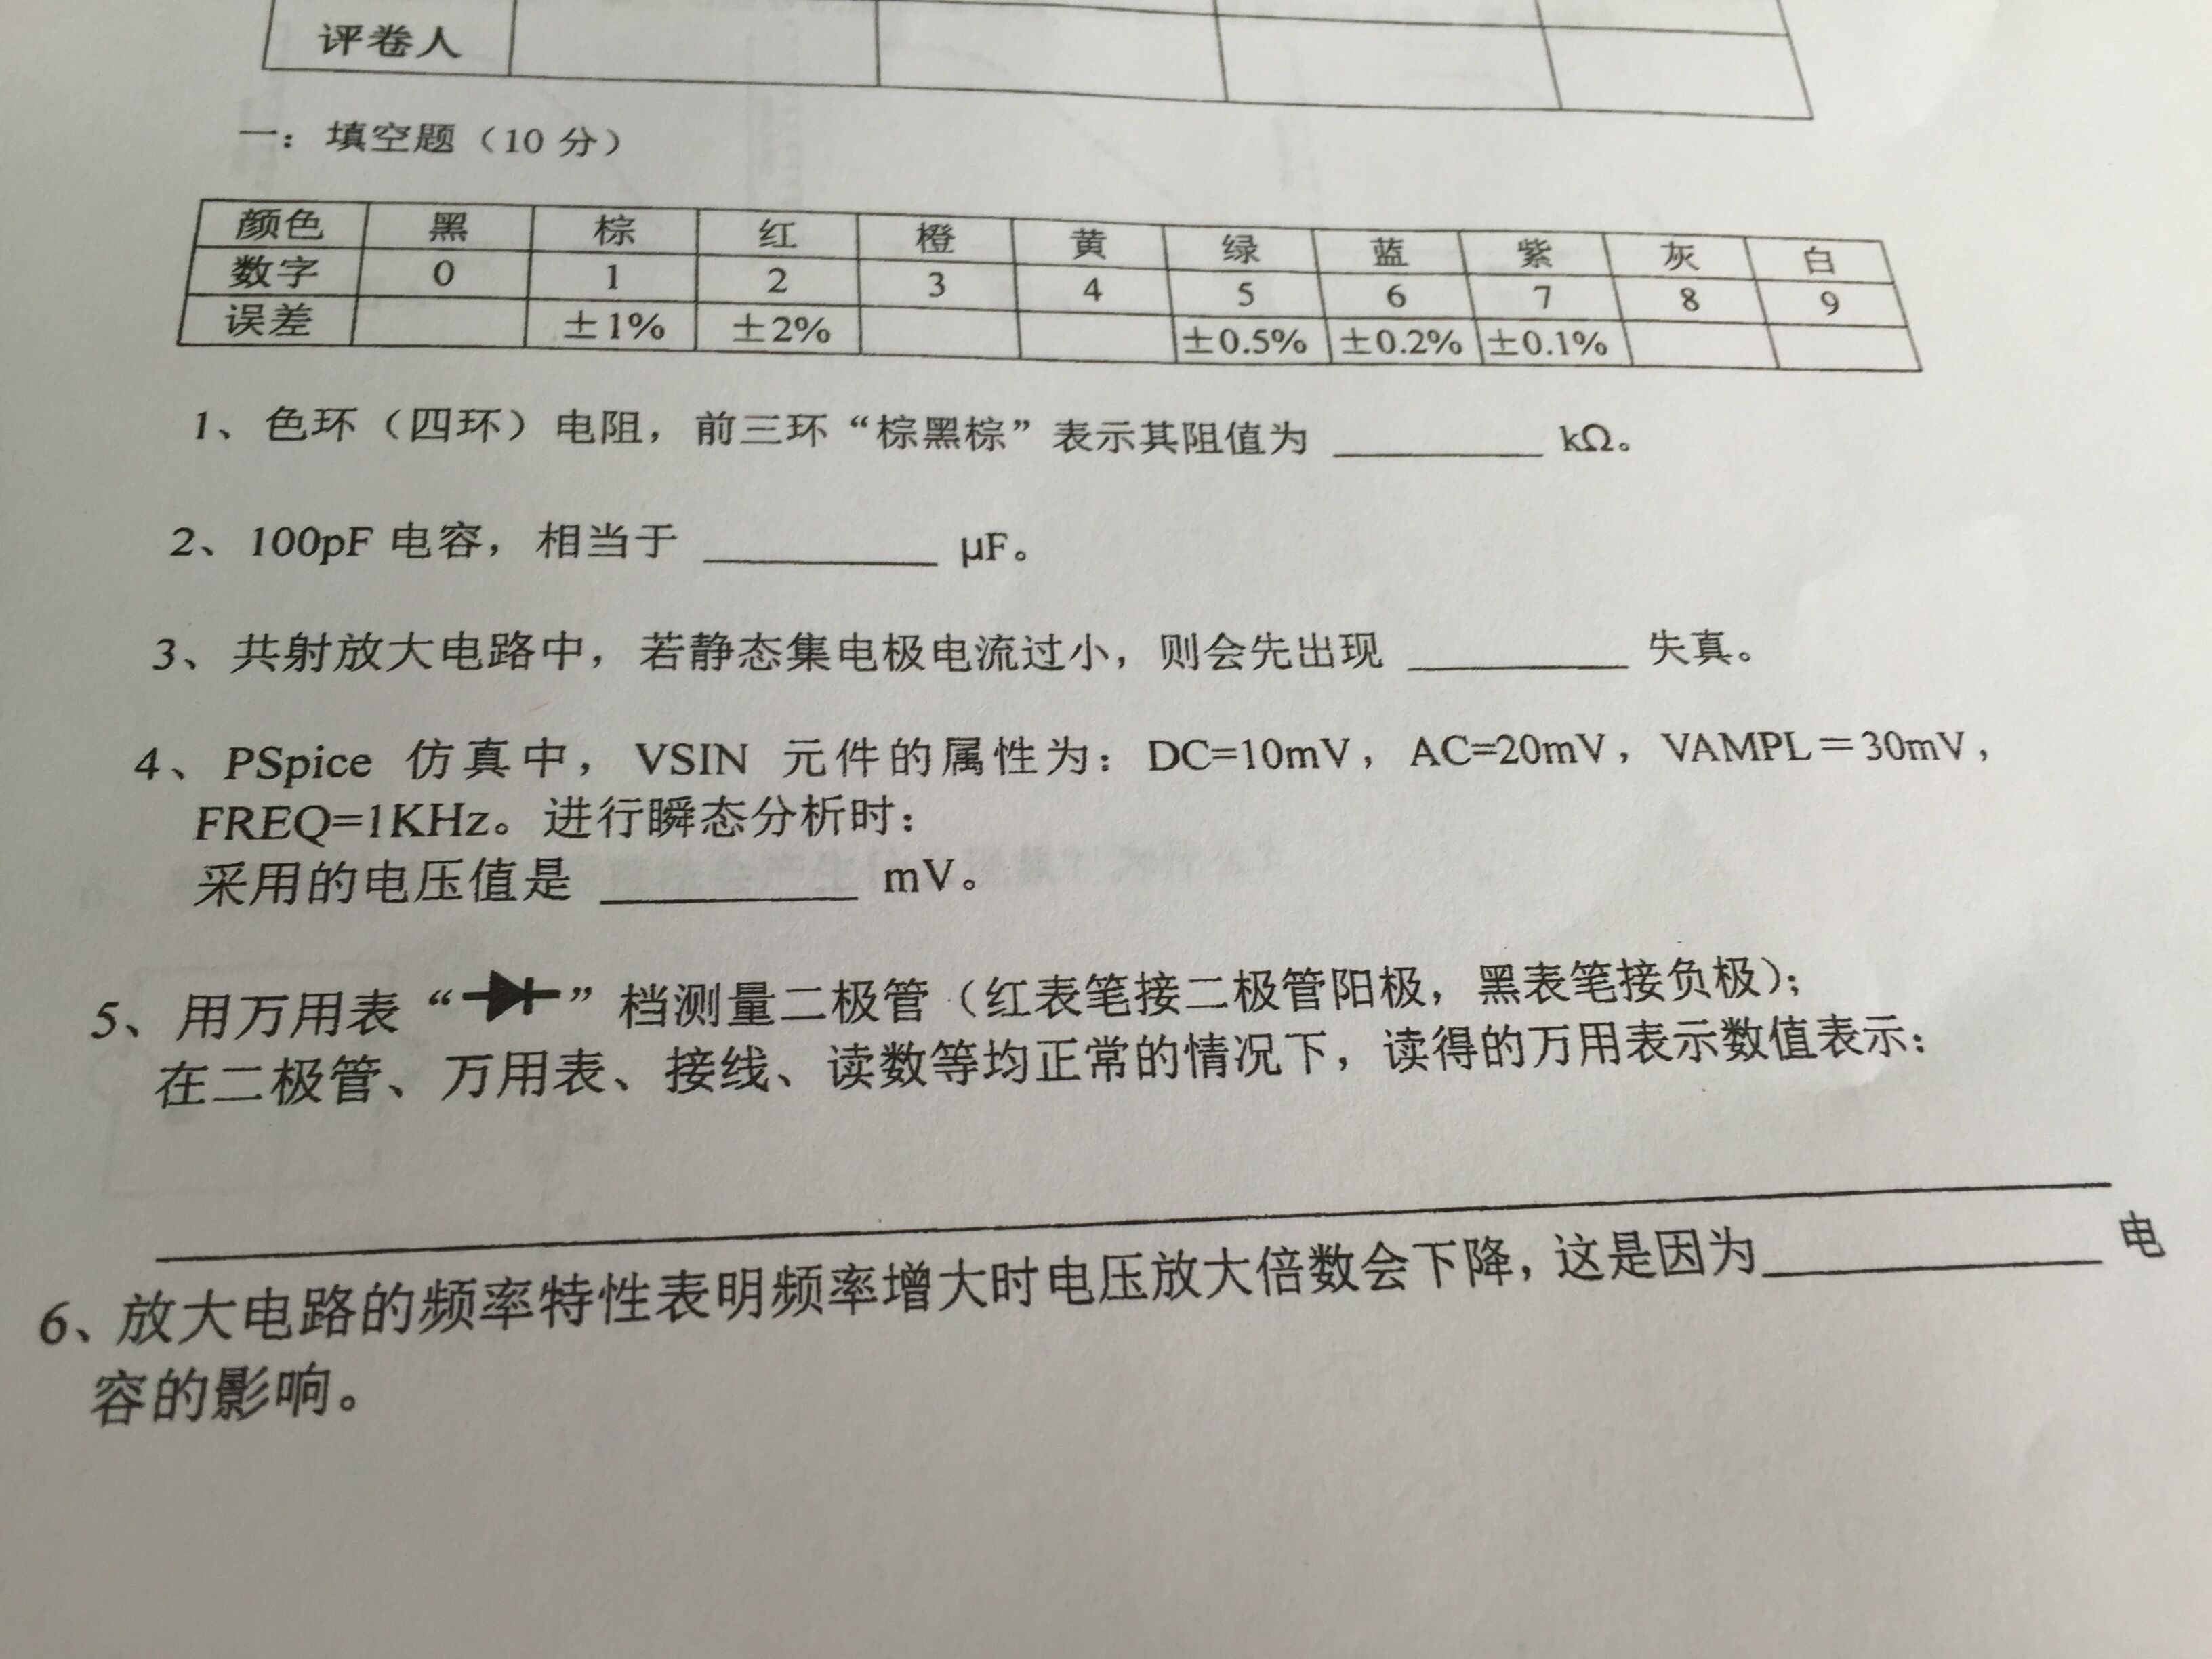 评卷人
一：填空题（10 分）
颜色 黑 棕 红 橙 黄 绿 蓝 紫 灰 白
数字 0 1 2 3 4 5 6 7 8 9
误差 ±1% ±2% ±0.5% ±0.2% ±0.1%
1、色环（四环）电阻，前三环“棕黑棕”表示其阻值为 ________ kΩ。
2、100pF 电容，相当于 ________ μF。
3、共射放大电路中，若静态集电极电流过小，则会先出现 ________ 失真。
4、PSpice 仿真中，VSIN 元件的属性为：DC=10mV，AC=20mV，VAMPL＝30mV，
FREQ=1KHz。进行瞬态分析时：
采用的电压值是 ________ mV。
5、用万用表“ ”档测量二极管（红表笔接二极管阳极，黑表笔接负极）；
在二极管、万用表、接线、读数等均正常的情况下，读得的万用表示数值表示：
6、放大电路的频率特性表明频率增大时电压放大倍数会下降，这是因为________ 电
容的影响。